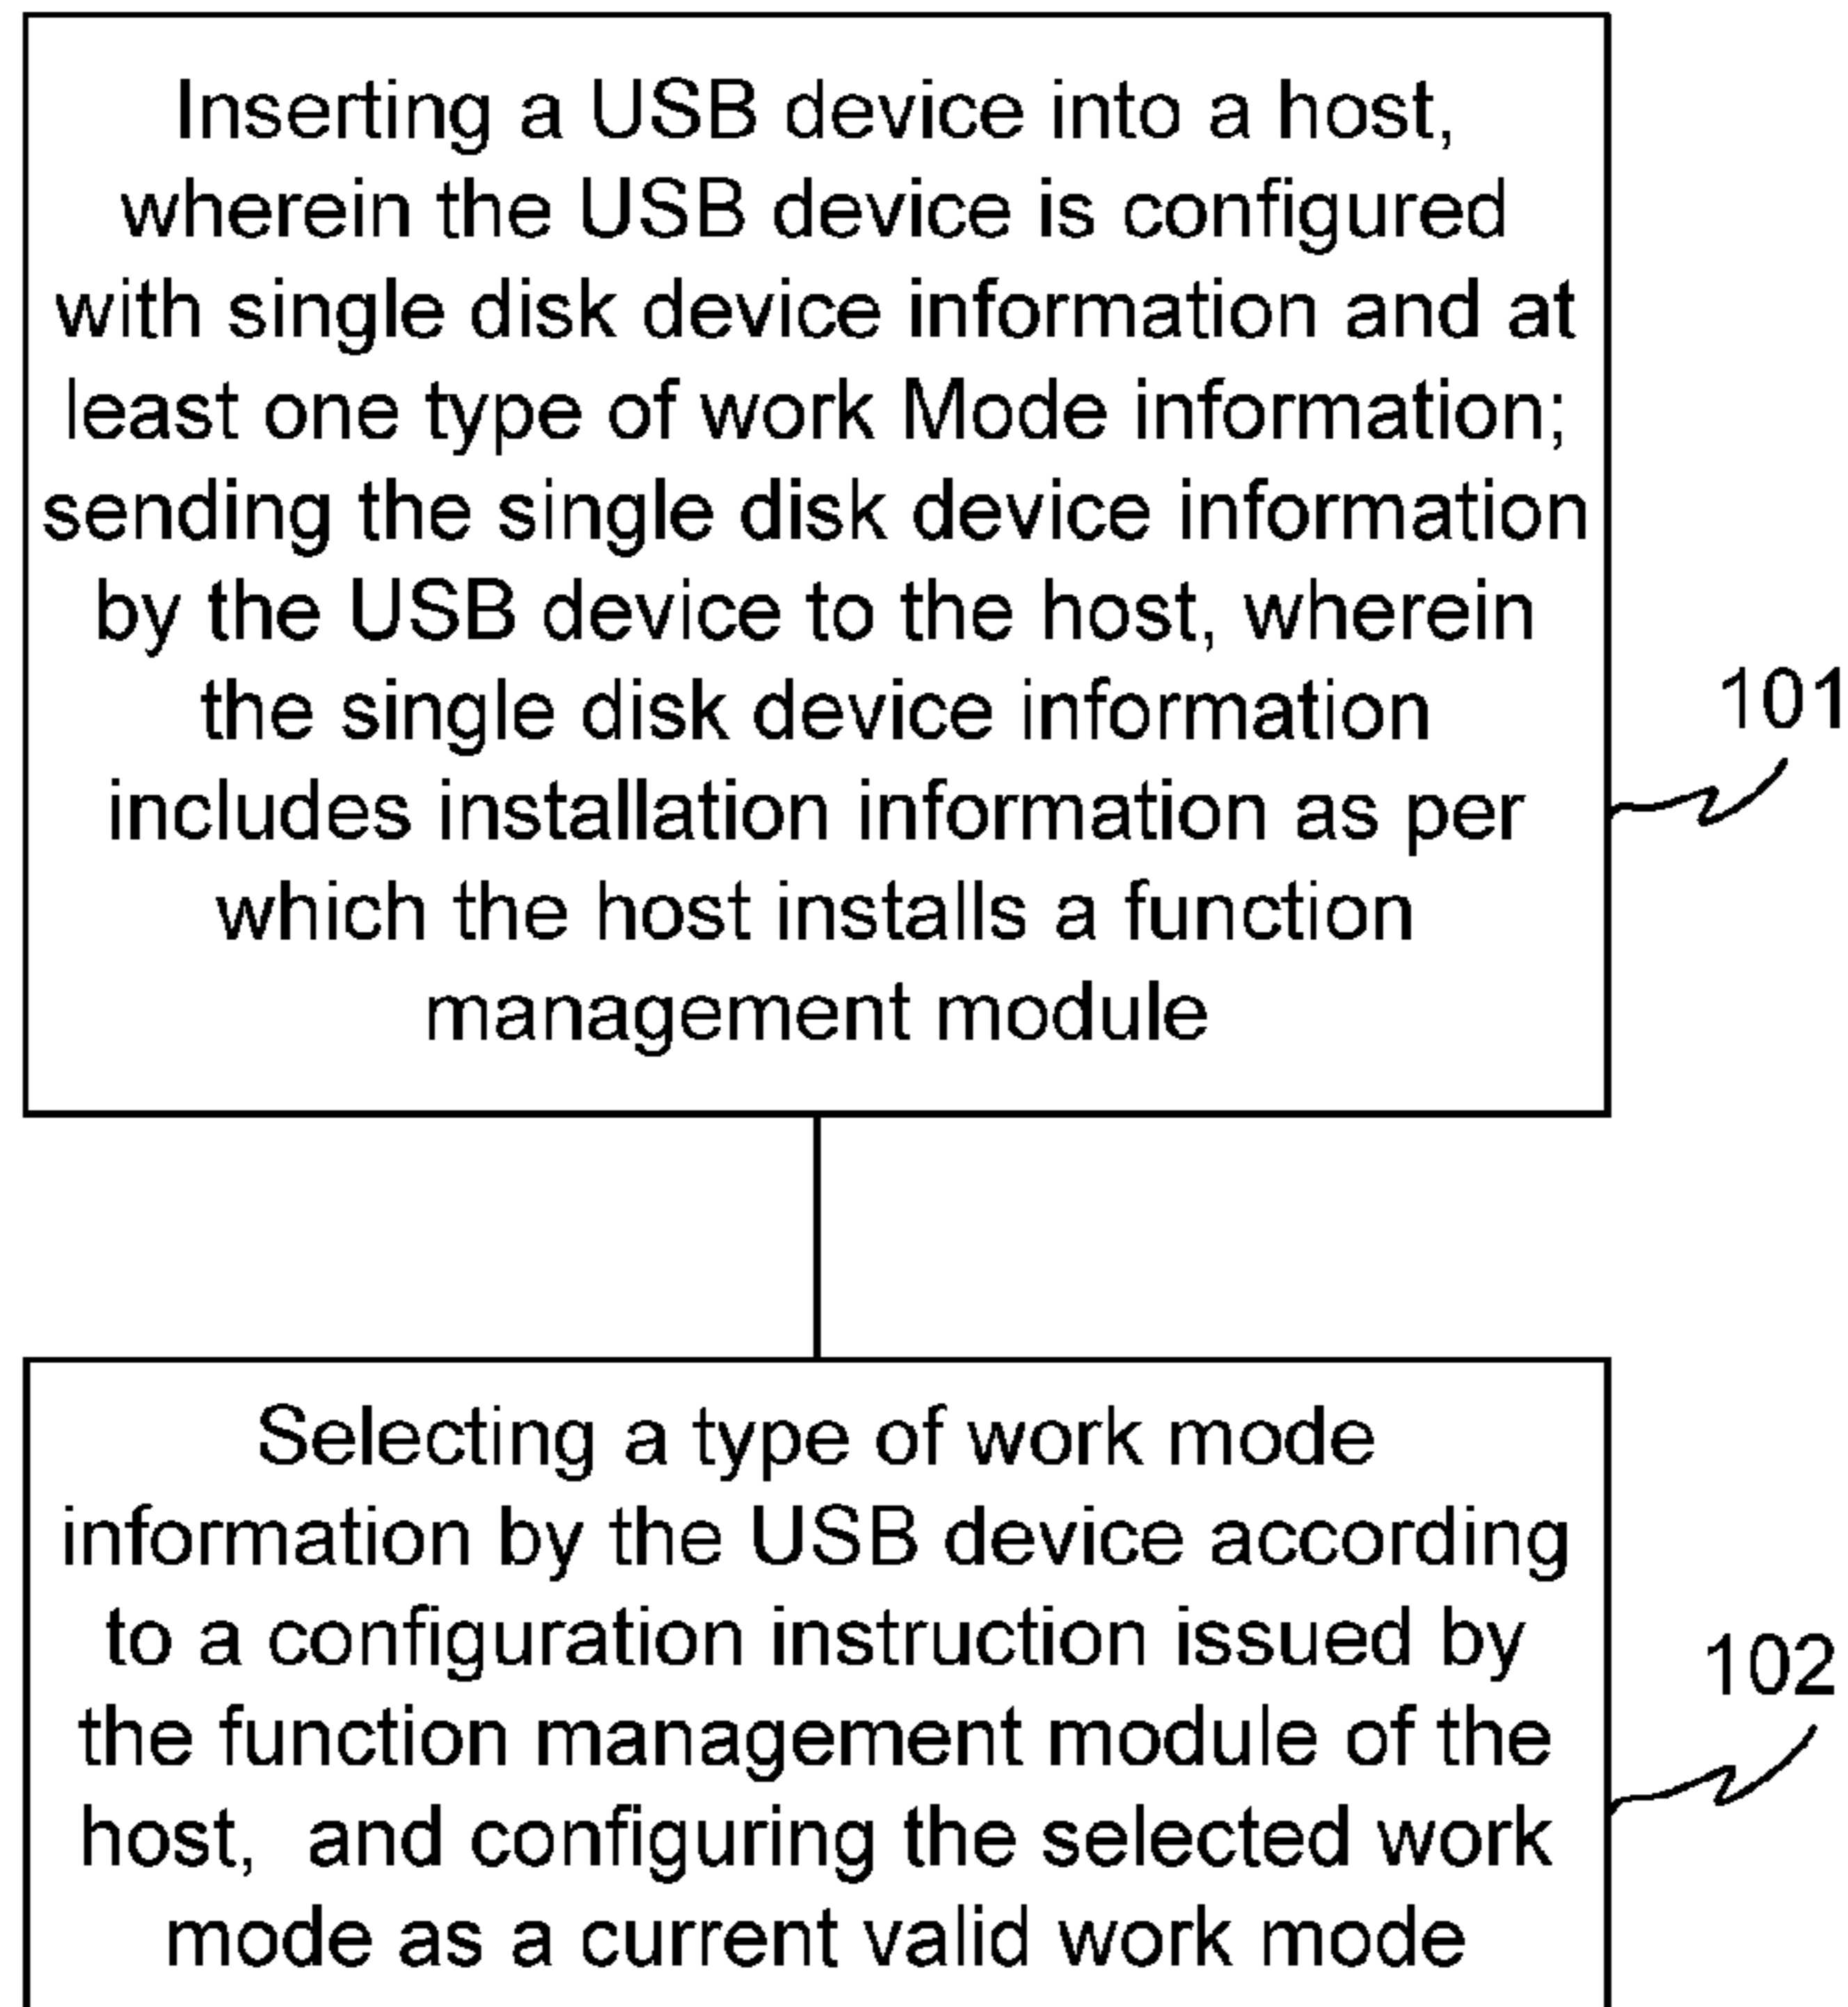 Inserting a USB device into a host,
wherein the USB device is configured
with single disk device information and at
least one type of work Mode information;
sending the single disk device information
by the USB device to the host, wherein
the single disk device information
includes installation information as per
which the host installs a function
management module
101
Selecting a type of work mode
information by the USB device according
to a configuration instruction issued by
the function management module of the
host,  and configuring the selected work
mode as a current valid work mode
102